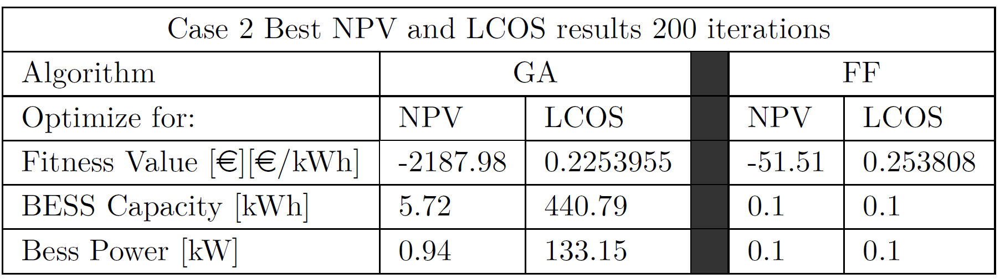 Case 2 Best NPV and LCOS results 200 iterations
Algorithm GA FF
Optimize for: NPV LCOS NPV LCOS
Fitness Value [€][€/kWh] -2187.98 0.2253955 -51.51 0.253808
BESS Capacity [kWh] 5.72 440.79 0.1 0.1
Bess Power [kW] 0.94 133.15 0.1 0.1